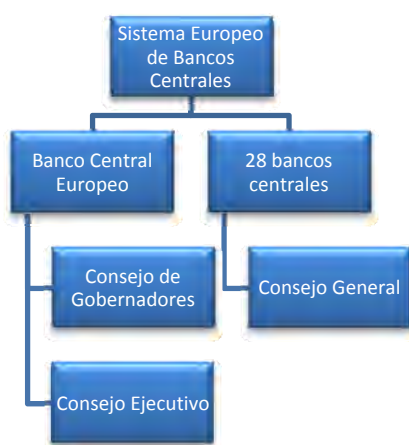 Sistema Europeo
de Bancos
Centrales
Banco Central
Europeo
28 bancos
centrales
Consejo de
Gobernadores
Consejo General
Consejo Ejecutivo